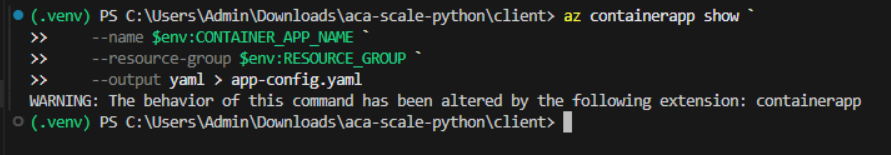 (.venv) PS C:\Users\Admin\Downloads\aca-scale-python\client> az containerapp show `
>>     --name $env:CONTAINER_APP_NAME `
>>     --resource-group $env:RESOURCE_GROUP `
>>     --output yaml > app-config.yaml
WARNING: The behavior of this command has been altered by the following extension: containerapp
(.venv) PS C:\Users\Admin\Downloads\aca-scale-python\client>